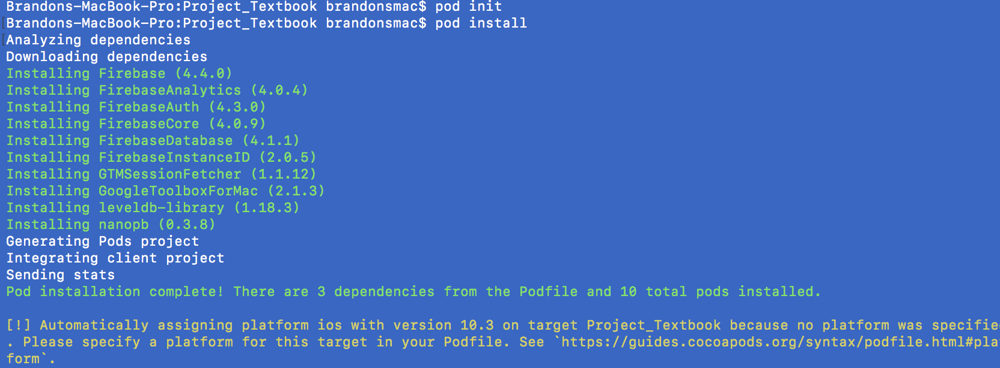 Brandons-MacBook-Pro:Project_Textbook brandonsmac$ pod init
[Brandons-MacBook-Pro:Project_Textbook brandonsmac$ pod install
[Analyzing dependencies
Downloading dependencies
Installing Firebase (4.4.0)
Installing FirebaseAnalytics (4.0.4)
Installing FirebaseAuth (4.3.0)
Installing FirebaseCore (4.0.9)
Installing FirebaseDatabase (4.1.1)
Installing FirebaseInstanceID (2.0.5)
Installing GTMSessionFetcher (1.1.12)
Installing GoogleToolboxForMac (2.1.3)
Installing leveldb-library (1.18.3)
Installing nanopb (0.3.8)
Generating Pods project
Integrating client project
Sending stats
Pod installation complete! There are 3 dependencies from the Podfile and 10 total pods installed.
[!] Automatically assigning platform ios with version 10.3 on target Project_Textbook because no platform was specified
. Please specify a platform for this target in your Podfile. See `https://guides.cocoapods.org/syntax/podfile.html#plat
form`.